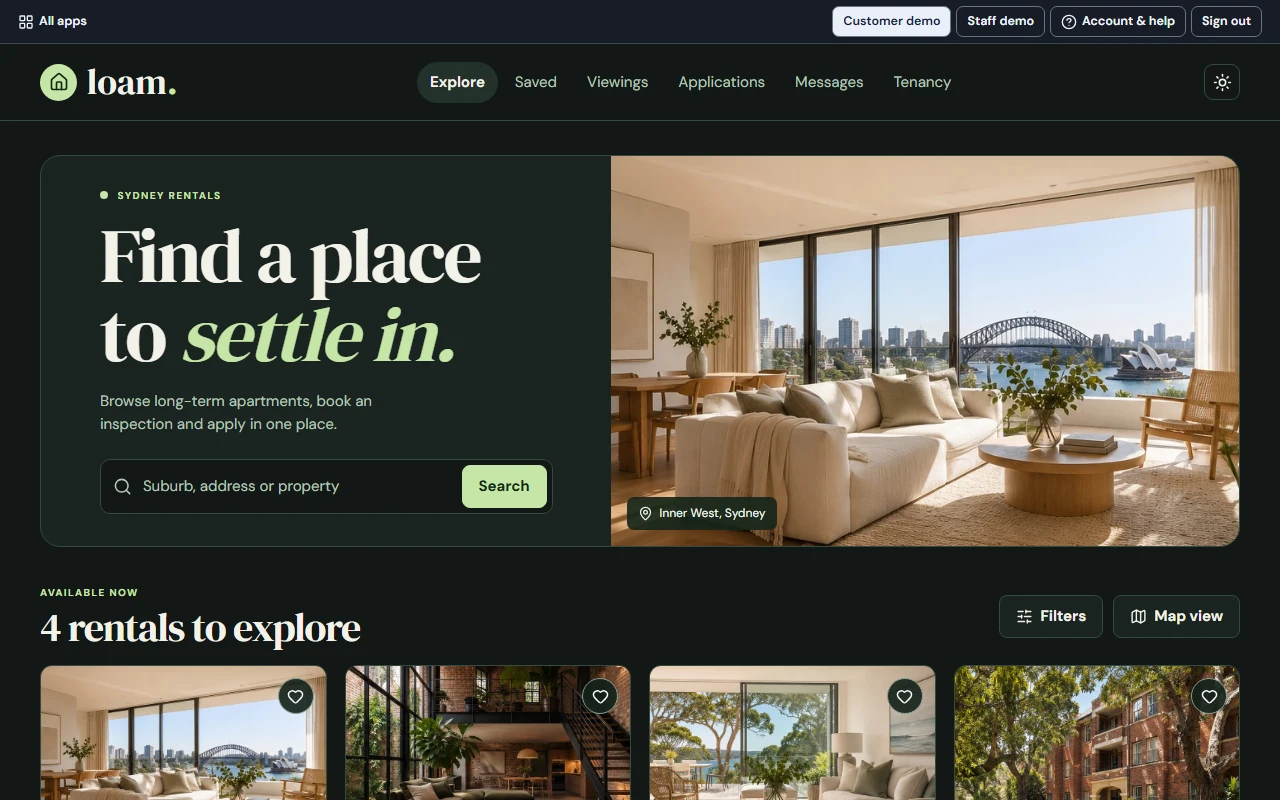 All apps
Customer demo
Staff demo
Account & help
Sign out
loam.
Explore
Saved
Viewings
Applications
Messages
Tenancy
SYDNEY RENTALS
Find a place
to settle in.
Browse long-term apartments, book an
inspection and apply in one place.
Suburb, address or property
Search
Inner West, Sydney
AVAILABLE NOW
4 rentals to explore
Filters
Map view